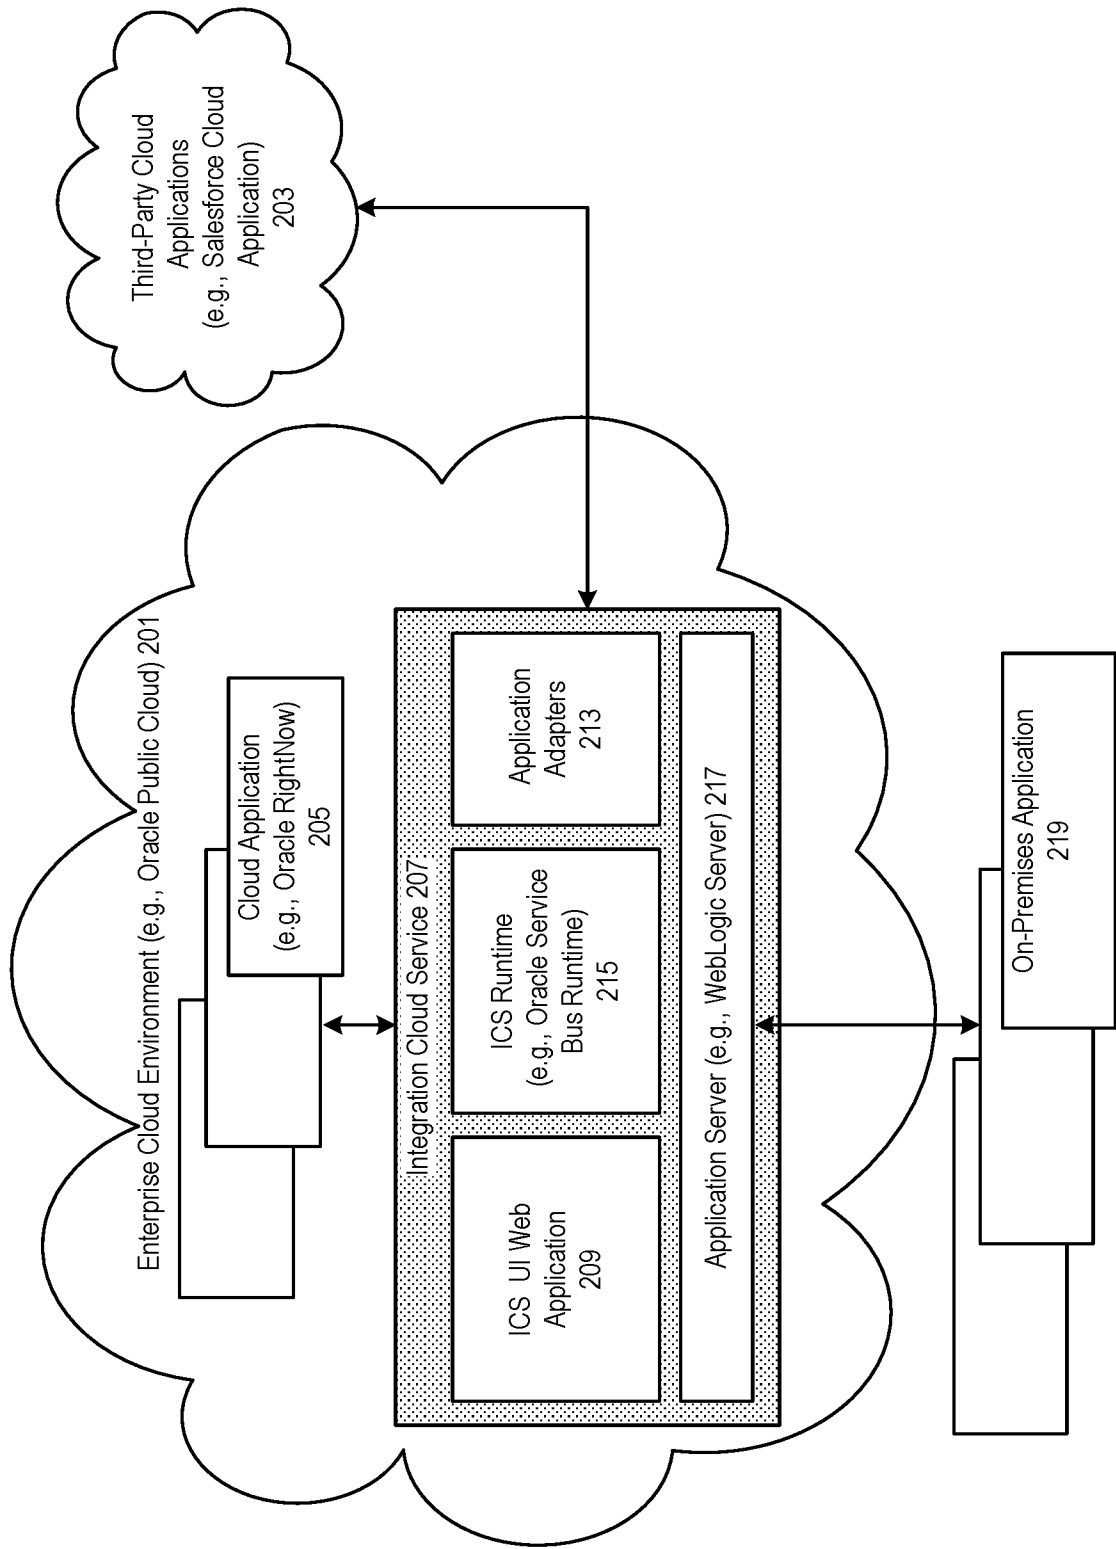 Enterprise Cloud Environment (e.g., Oracle Public Cloud) 201
Cloud Application
(e.g., Oracle RightNow)
205
Integration Cloud Service 207
ICS UI Web
Application
209
ICS Runtime
(e.g., Oracle Service
Bus Runtime)
215
Application
Adapters
213
Application Server (e.g., WebLogic Server) 217
On-Premises Application
219
Third-Party Cloud
Applications
(e.g., Salesforce Cloud
Application)
203